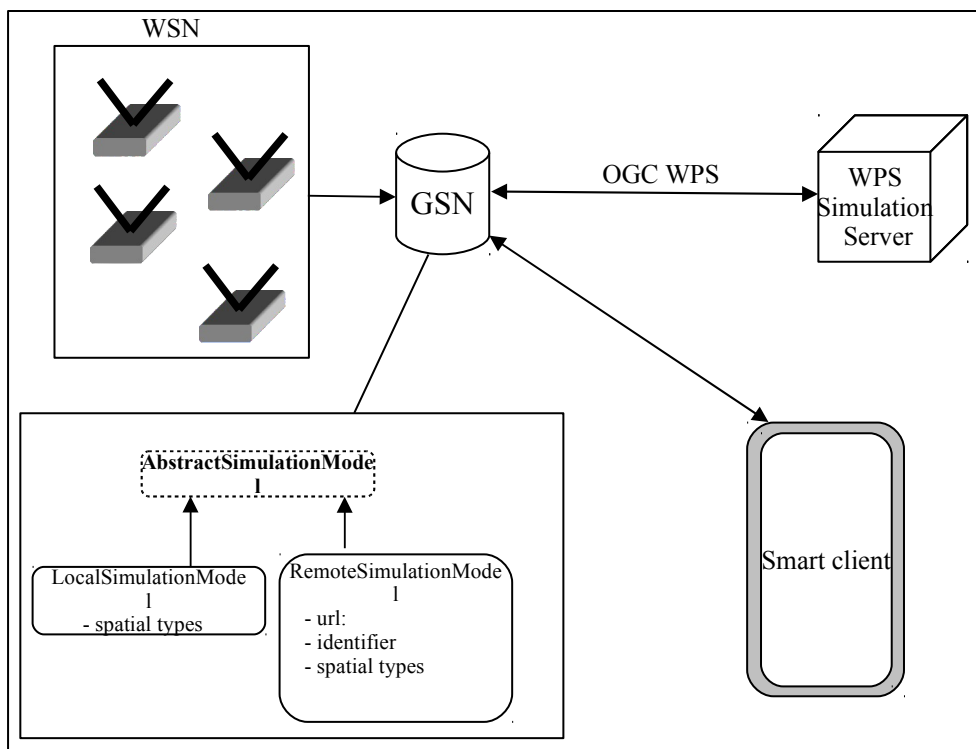 WSN
GSN
OGC WPS
WPS
Simulation
Server
AbstractSimulationMode
l
LocalSimulationMode
l
- spatial types
RemoteSimulationMode
l
- url:
- identifier
- spatial types
Smart client